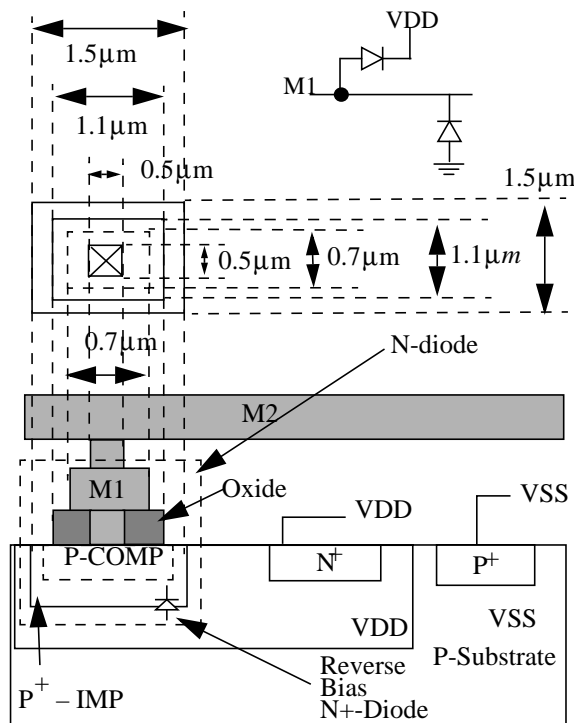 1.5μm
VDD
M1
1.1μm
0.5μm
1.5μm
0.5μm
0.7μm
1.1μm
0.7μm
N-diode
M2
M1
Oxide
VDD
VSS
P-COMP
N+
P+
VDD
VSS
P-Substrate
Reverse
Bias
N+-Diode
P+ – IMP